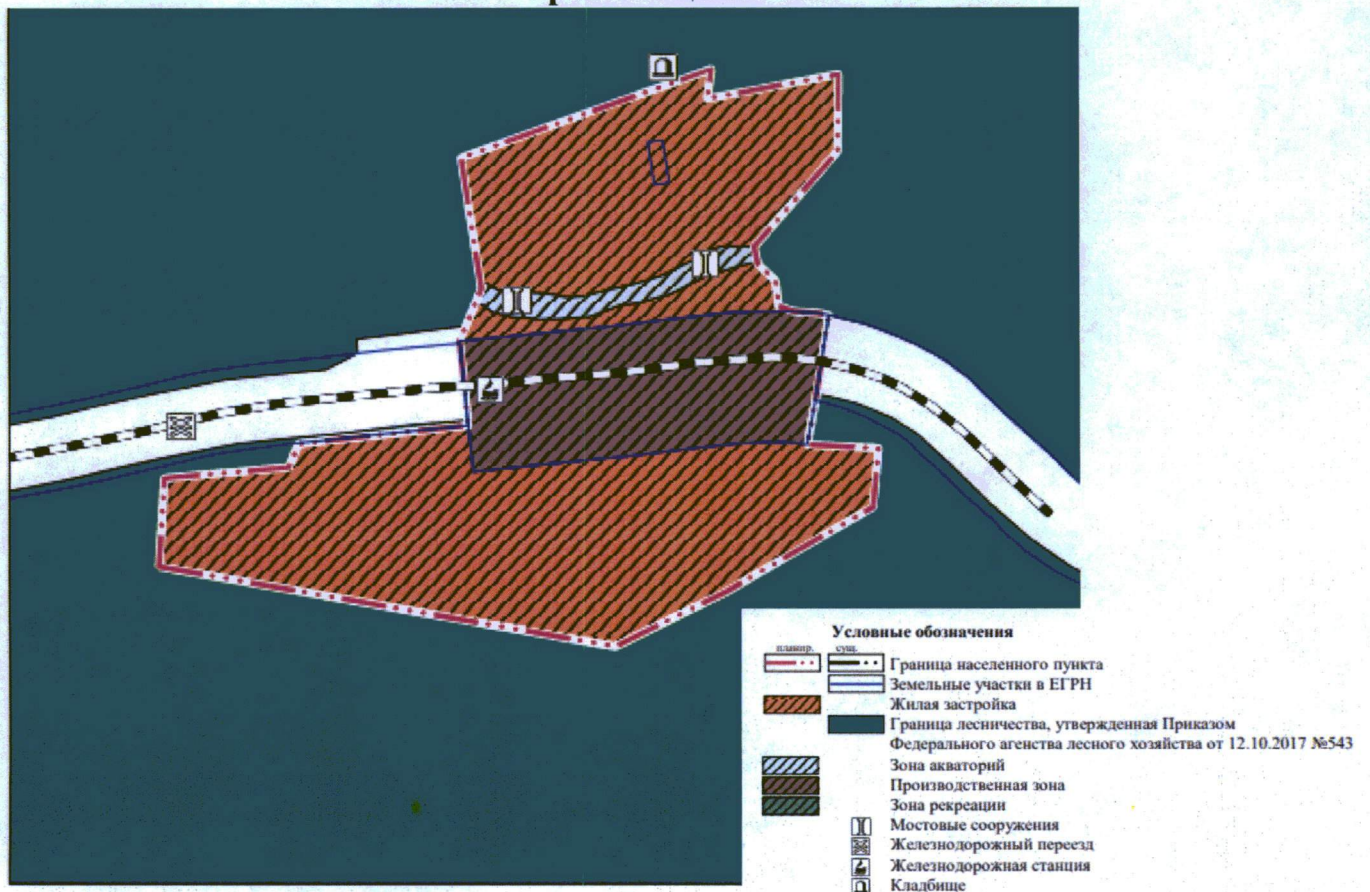 Условные обозначения
планир. сущ.
Граница населенного пункта
Земельные участки в ЕГРН
Жилая застройка
Граница лесничества, утвержденная Приказом
Федерального агенства лесного хозяйства от 12.10.2017 №543
Зона акваторий
Производственная зона
Зона рекреации
Мостовые сооружения
Железнодорожный переезд
Железнодорожная станция
Кладбище